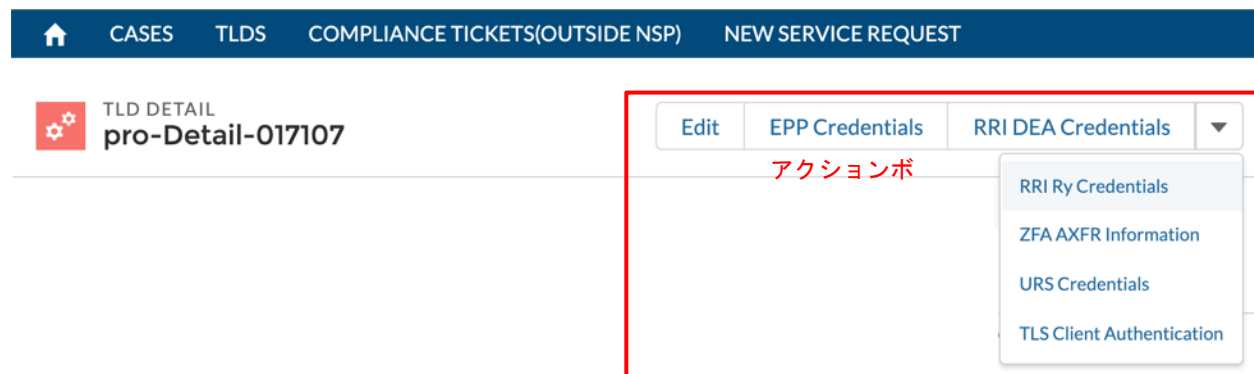 CASES TLDS COMPLIANCE TICKETS(OUTSIDE NSP) NEW SERVICE REQUEST
TLD DETAIL
pro-Detail-017107
Edit EPP Credentials RRI DEA Credentials
アクションボ
RRI Ry Credentials
ZFA AXFR Information
URS Credentials
TLS Client Authentication